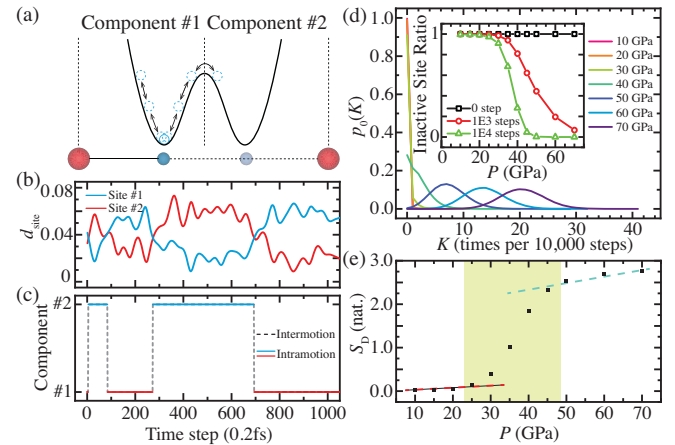 (a)
Component #1
Component #2
(b)
0.08
0.04
0
d_site
Site #1
Site #2
(c)
#2
#1
Component
Intermotion
Intramotion
0 200 400 600 800 1000
Time step (0.2fs)
(d)
1.0
0.8
0.6
0.4
0.2
0.0
p₀(K)
0 10 20 30 40
K (times per 10,000 steps)
10 GPa
20 GPa
30 GPa
40 GPa
50 GPa
60 GPa
70 GPa
Inactive Site Ratio
1
0
0 step
1E3 steps
1E4 steps
0 20 40 60
P (GPa)
(e)
3.0
2.0
1.0
0.0
S_D (nat.)
10 20 30 40 50 60 70
P (GPa)